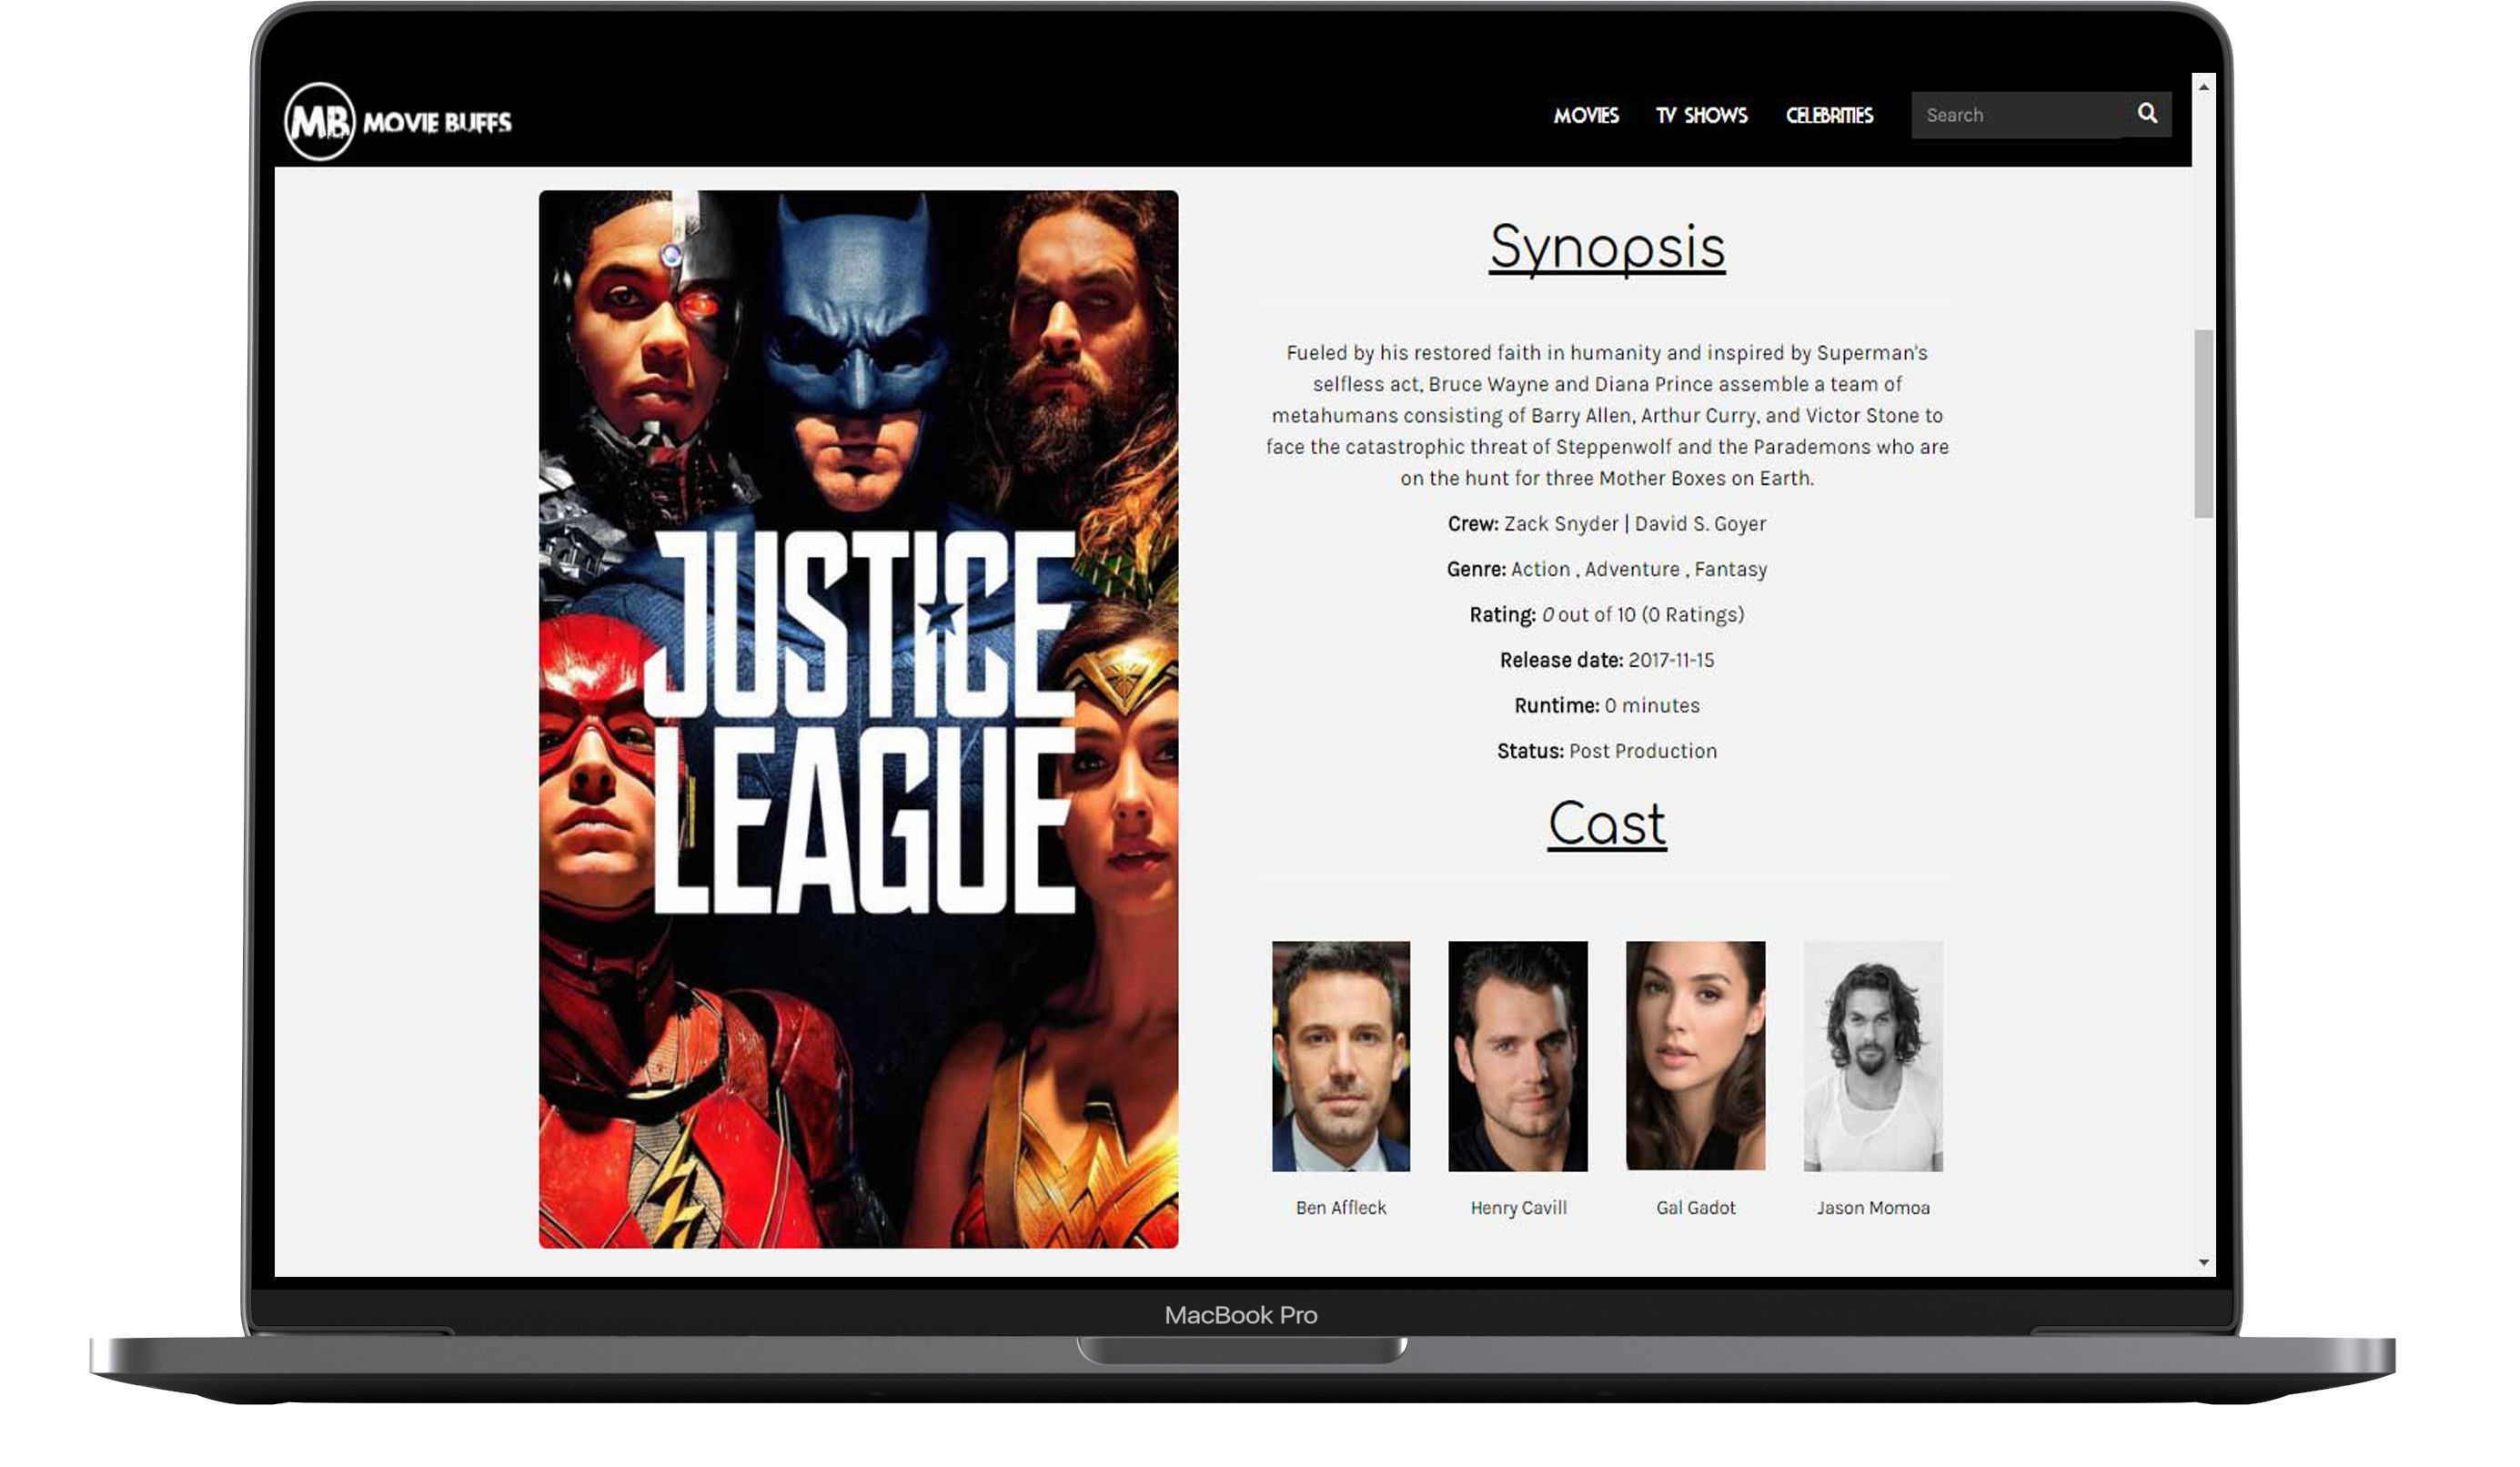 MB MOVIE BUFFS
MOVIES TV SHOWS CELEBRITIES Search
JUSTICE
LEAGUE
Synopsis
Fueled by his restored faith in humanity and inspired by Superman's
selfless act, Bruce Wayne and Diana Prince assemble a team of
metahumans consisting of Barry Allen, Arthur Curry, and Victor Stone to
face the catastrophic threat of Steppenwolf and the Parademons who are
on the hunt for three Mother Boxes on Earth.
Crew: Zack Snyder | David S. Goyer
Genre: Action , Adventure , Fantasy
Rating: 0 out of 10 (0 Ratings)
Release date: 2017-11-15
Runtime: 0 minutes
Status: Post Production
Cast
Ben Affleck Henry Cavill Gal Gadot Jason Momoa
MacBook Pro